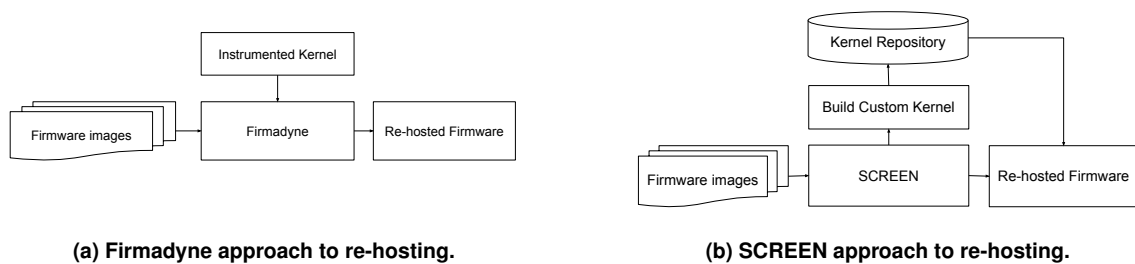 Instrumented Kernel
Firmware images
Firmadyne
Re-hosted Firmware
(a) Firmadyne approach to re-hosting.
Kernel Repository
Build Custom Kernel
Firmware images
SCREEN
Re-hosted Firmware
(b) SCREEN approach to re-hosting.